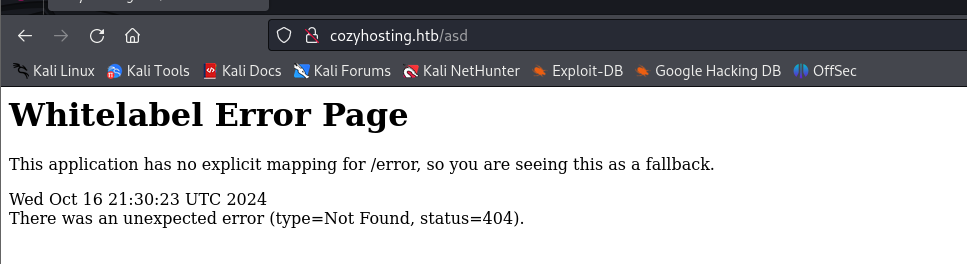 cozyhosting.htb/asd
Kali Linux Kali Tools Kali Docs Kali Forums Kali NetHunter Exploit-DB Google Hacking DB OffSec
Whitelabel Error Page
This application has no explicit mapping for /error, so you are seeing this as a fallback.
Wed Oct 16 21:30:23 UTC 2024
There was an unexpected error (type=Not Found, status=404).